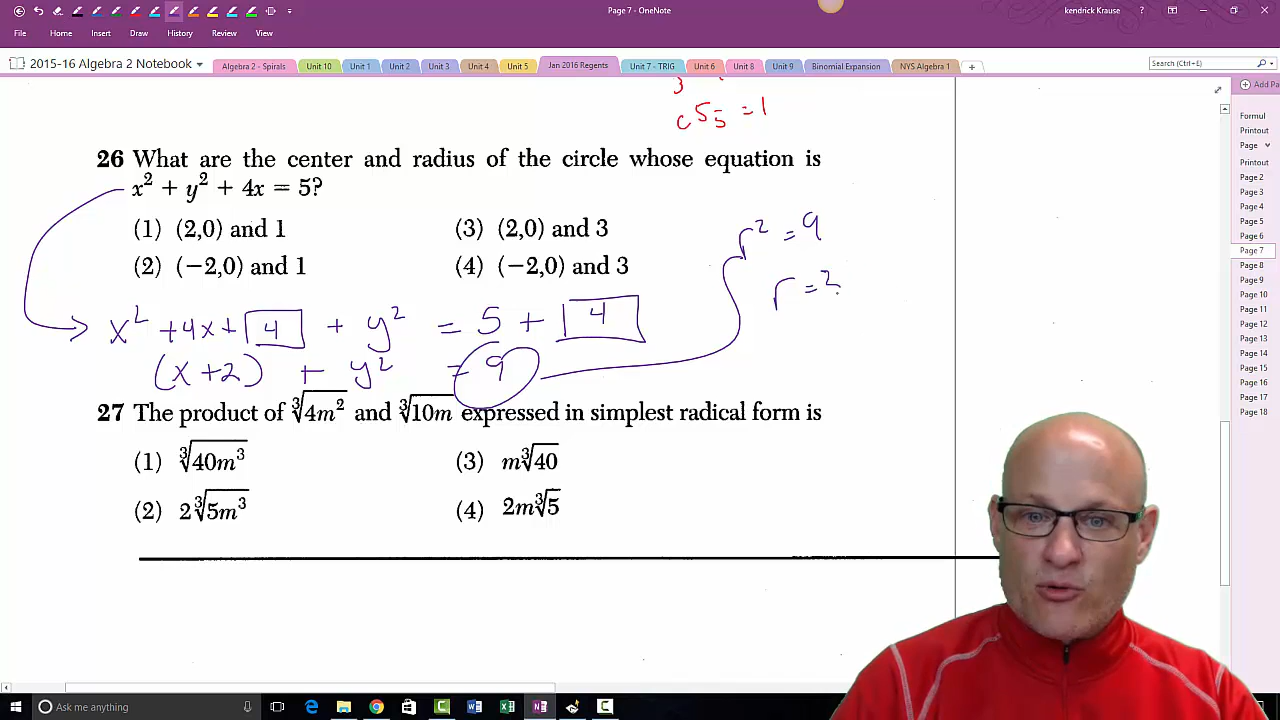 Page 7 - OneNote
kendrick Krause
?
File Home Insert Draw History Review View
2015-16 Algebra 2 Notebook
Algebra 2 - Spirals Unit 10 Unit 1 Unit 2 Unit 3 Unit 4 Unit 5 Jan 2016 Regents Unit 7 - TRIG Unit 6 Unit 8 Unit 9 Binomial Expansion NYS Algebra 1 +
Search (Ctrl+E)
Add Pa
Formul
Printout
Page
Printout
Page 2
Page 3
Page 4
Page 5
Page 6
Page 7
Page 8
Page 9
Page 10
Page 11
Page 12
Page 13
Page 14
Page 15
Page 16
Page 17
Page 18
= 1
26 What are the center and radius of the circle whose equation is
x² + y² + 4x = 5?
(1) (2,0) and 1
(2) (−2,0) and 1
(3) (2,0) and 3
(4) (−2,0) and 3
r² = 9
r =
x² + 4x + 4 + y² = 5 + 4
(x + 2) + y² = 9
27 The product of ∛4m² and ∛10m expressed in simplest radical form is
(1) ∛40m³
(2) 2∛5m³
(3) m∛40
(4) 2m∛5
Ask me anything